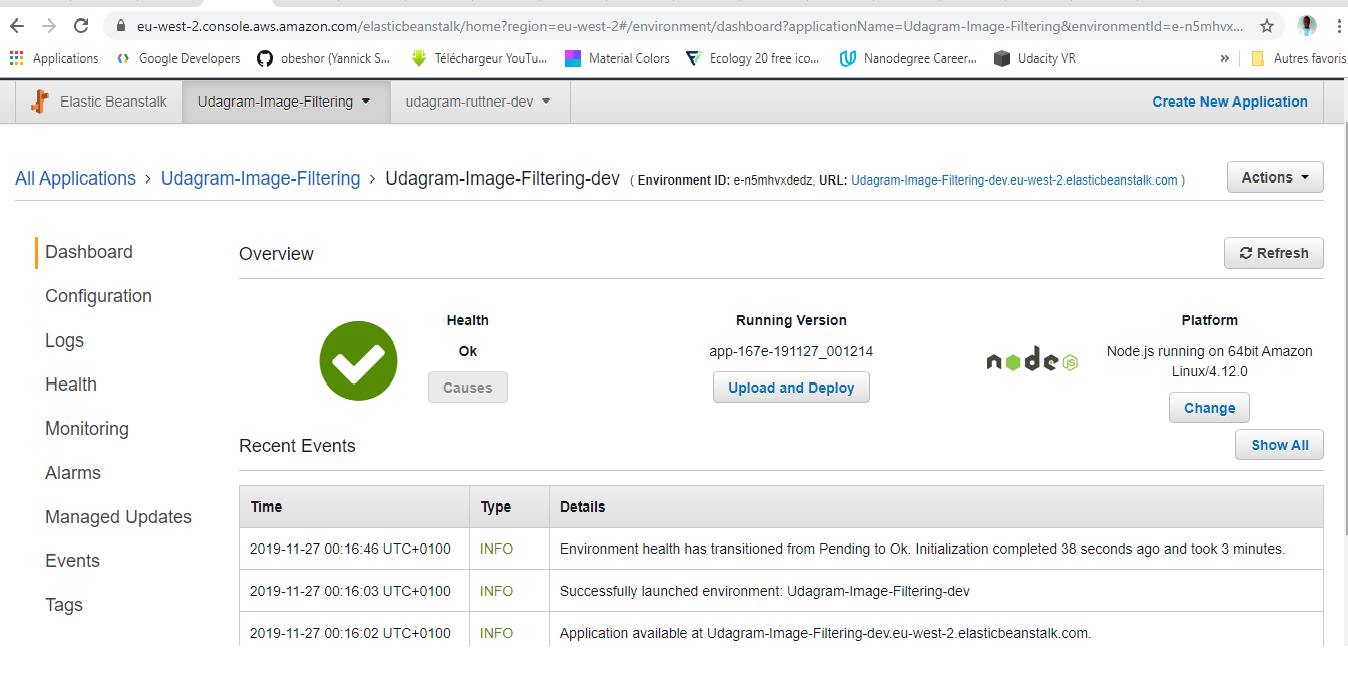 eu-west-2.console.aws.amazon.com/elasticbeanstalk/home?region=eu-west-2#/environment/dashboard?applicationName=Udagram-Image-Filtering&environmentId=e-n5mhvx...
Applications Google Developers obeshor (Yannick S... Téléchargeur YouTu... Material Colors Ecology 20 free ico... Nanodegree Career... Udacity VR » Autres favoris
Elastic Beanstalk Udagram-Image-Filtering udagram-ruttner-dev Create New Application
All Applications > Udagram-Image-Filtering > Udagram-Image-Filtering-dev ( Environment ID: e-n5mhvxdedz, URL: Udagram-Image-Filtering-dev.eu-west-2.elasticbeanstalk.com ) Actions
Dashboard
Configuration
Logs
Health
Monitoring
Alarms
Managed Updates
Events
Tags
Overview Refresh
Health
Ok
Causes
Running Version
app-167e-191127_001214
Upload and Deploy
node JS
Platform
Node.js running on 64bit Amazon
Linux/4.12.0
Change
Recent Events Show All
Time Type Details
2019-11-27 00:16:46 UTC+0100 INFO Environment health has transitioned from Pending to Ok. Initialization completed 38 seconds ago and took 3 minutes.
2019-11-27 00:16:03 UTC+0100 INFO Successfully launched environment: Udagram-Image-Filtering-dev
2019-11-27 00:16:02 UTC+0100 INFO Application available at Udagram-Image-Filtering-dev.eu-west-2.elasticbeanstalk.com.